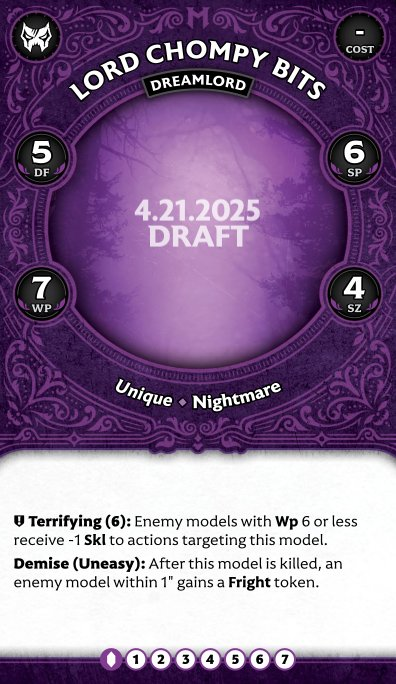 LORD CHOMPY BITS
DREAMLORD
-
COST
5
DF
6
SP
4.21.2025
DRAFT
7
WP
4
SZ
Unique ◆ Nightmare
Terrifying (6): Enemy models with Wp 6 or less
receive -1 Skl to actions targeting this model.
Demise (Uneasy): After this model is killed, an
enemy model within 1" gains a Fright token.
1 2 3 4 5 6 7